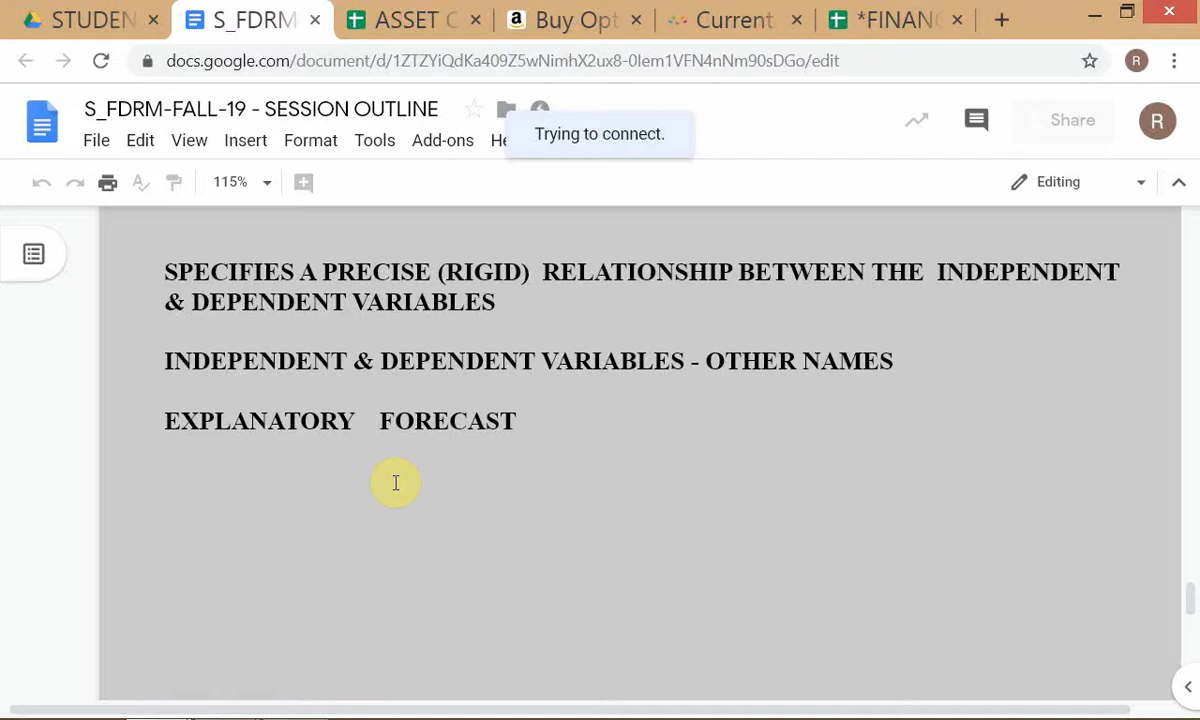 STUDEN
S_FDRM
ASSET C
Buy Opt
Current
*FINAN
docs.google.com/document/d/1ZTZYiQdKa409Z5wNimhX2ux8-0lem1VFN4nNm90sDGo/edit
R
S_FDRM-FALL-19 - SESSION OUTLINE
Trying to connect.
Share
R
File Edit View Insert Format Tools Add-ons He
115%
Editing
SPECIFIES A PRECISE (RIGID) RELATIONSHIP BETWEEN THE INDEPENDENT
& DEPENDENT VARIABLES
INDEPENDENT & DEPENDENT VARIABLES - OTHER NAMES
EXPLANATORY FORECAST